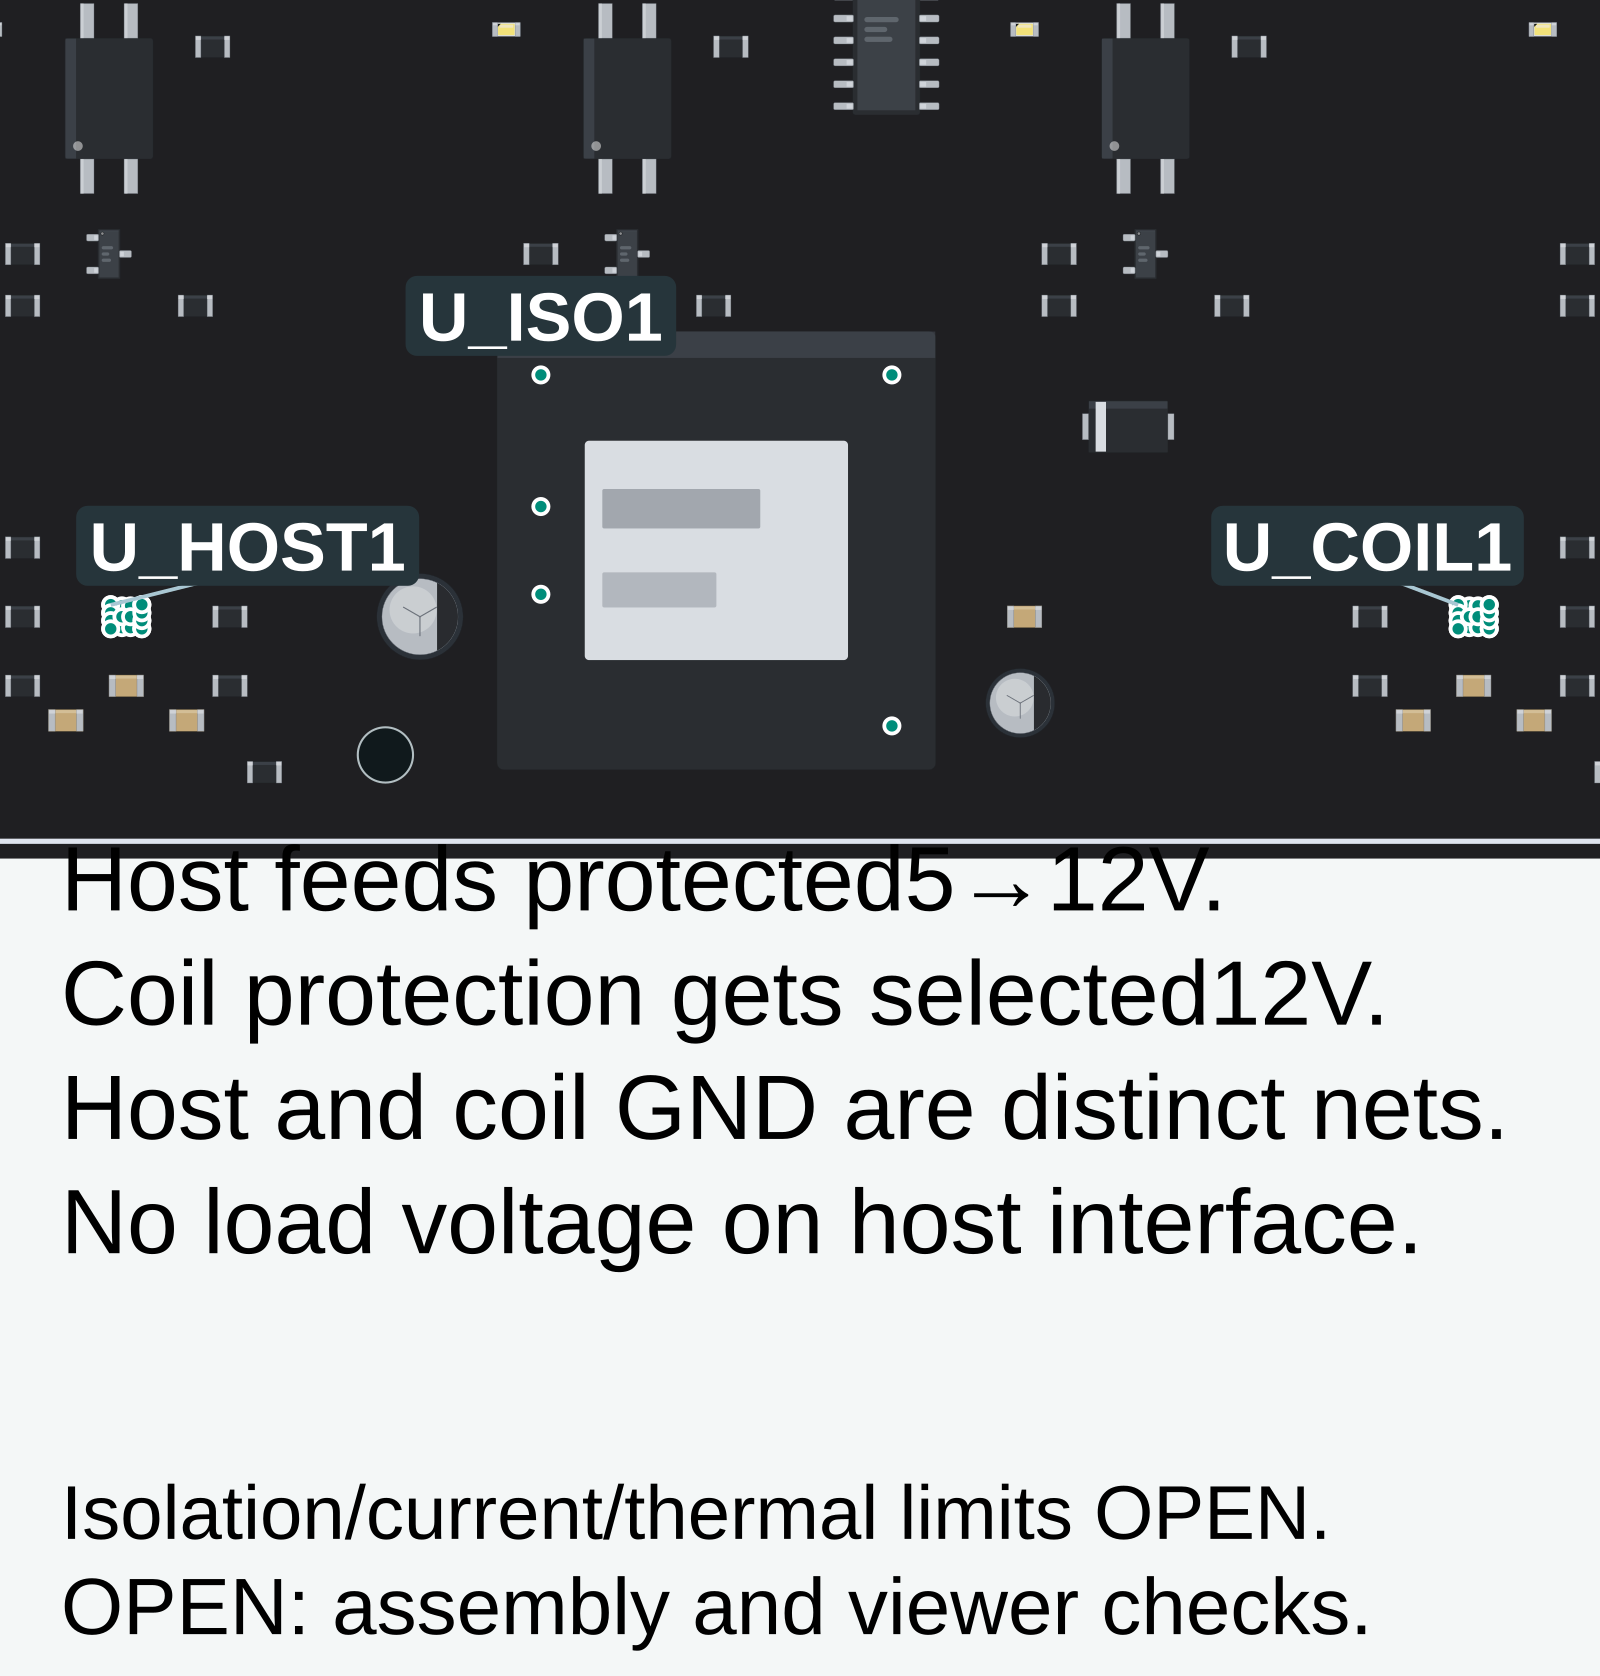 U_ISO1
U_HOST1
U_COIL1
Host feeds protected5→12V.
Coil protection gets selected12V.
Host and coil GND are distinct nets.
No load voltage on host interface.
Isolation/current/thermal limits OPEN.
OPEN: assembly and viewer checks.